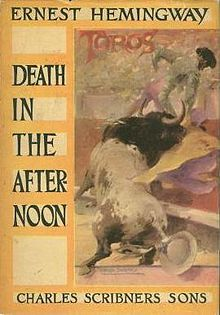 ERNEST HEMINGWAY
TOROS
DEATH
IN
THE
AFTER-
NOON
CHARLES SCRIBNERS SONS